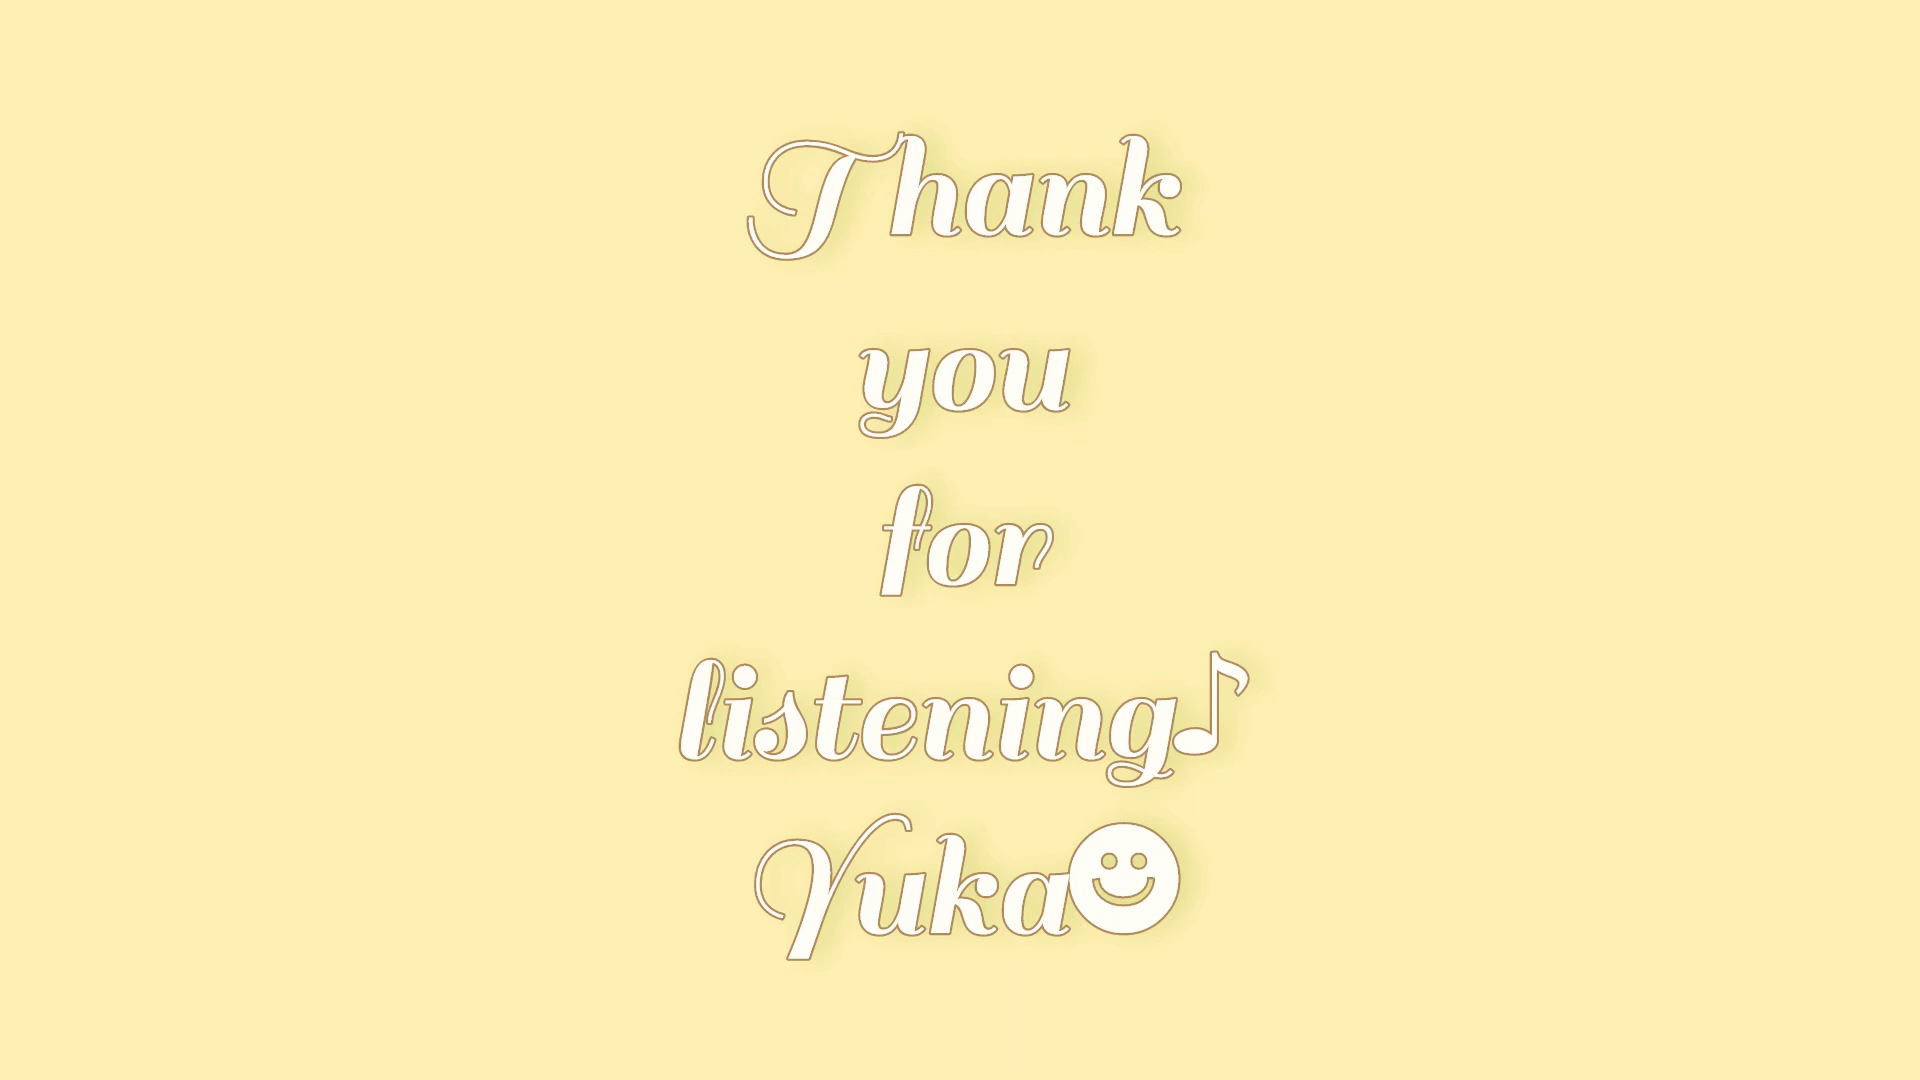 Thank
you
for
listening♪
Yuka☻